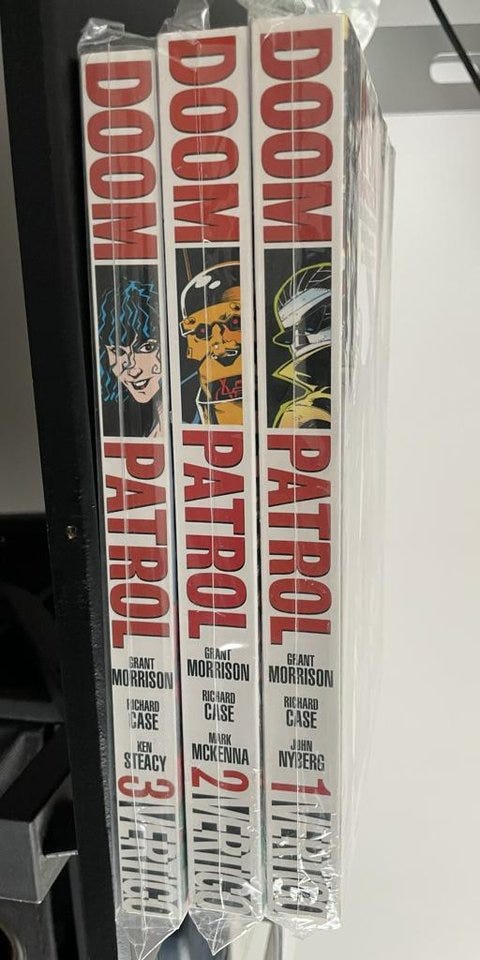 DOOM PATROL
GRANT
MORRISON
RICHARD
CASE
KEN
STEACY
3
VERTIGO
DOOM PATROL
GRANT
MORRISON
RICHARD
CASE
MARK
MCKENNA
2
VERTIGO
DOOM PATROL
GRANT
MORRISON
RICHARD
CASE
JOHN
NYBERG
1
VERTIGO